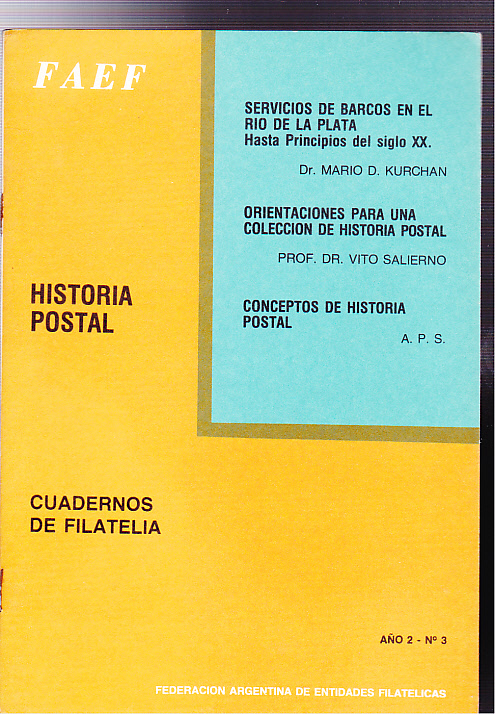 FAEF
SERVICIOS DE BARCOS EN EL
RIO DE LA PLATA
Hasta Principios del siglo XX.
Dr. MARIO D. KURCHAN
ORIENTACIONES PARA UNA
COLECCION DE HISTORIA POSTAL
PROF. DR. VITO SALIERNO
CONCEPTOS DE HISTORIA
POSTAL
A. P. S.
HISTORIA
POSTAL
CUADERNOS
DE FILATELIA
AÑO 2 - Nº 3
FEDERACION ARGENTINA DE ENTIDADES FILATELICAS